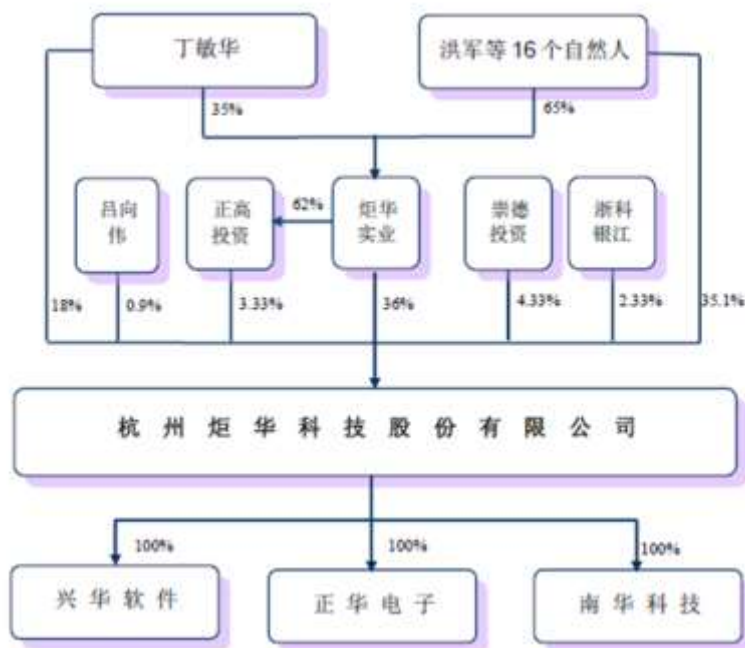 丁敏华
洪军等16个自然人
35%
65%
吕向
伟
正高
投资
62%
炬华
实业
崇德
投资
浙科
银江
18%
0.9%
3.33%
36%
4.33%
2.33%
35.1%
杭州炬华科技股份有限公司
100%
100%
100%
兴华软件
正华电子
南华科技